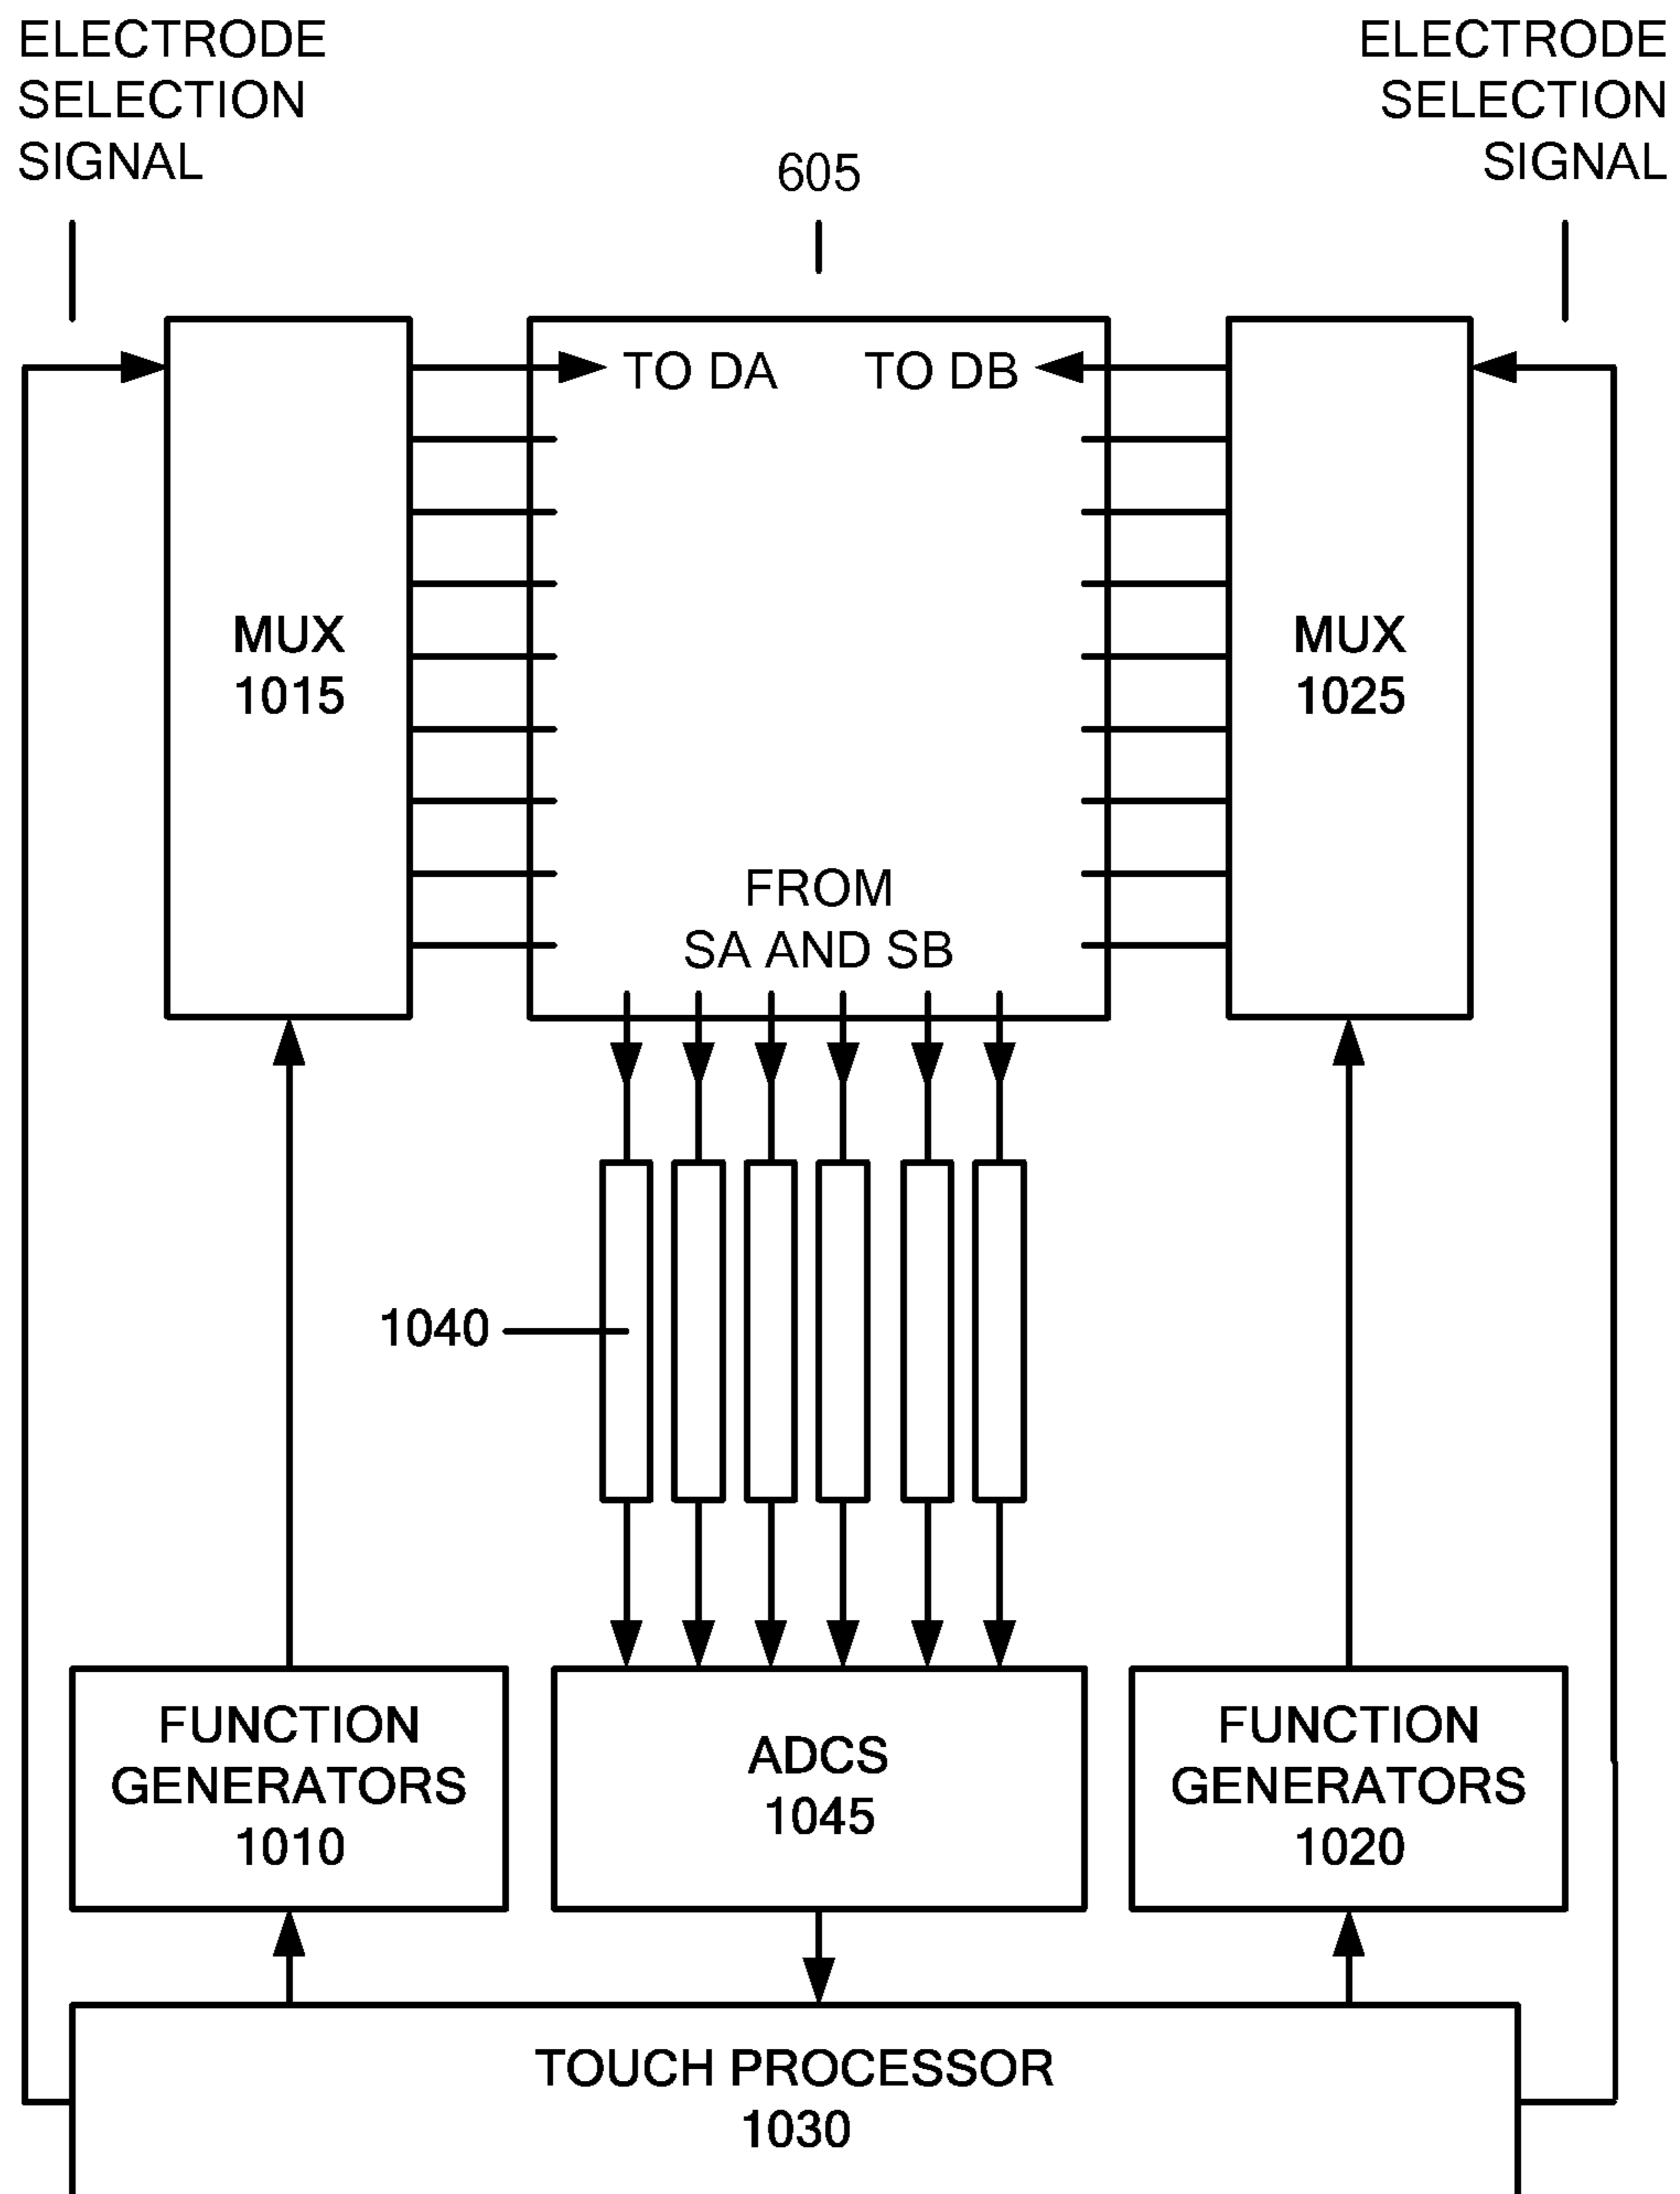 ELECTRODE
SELECTION
SIGNAL
ELECTRODE
SELECTION
SIGNAL
605
TO DA
TO DB
MUX
1015
MUX
1025
FROM
SA AND SB
1040
FUNCTION
GENERATORS
1010
ADCS
1045
FUNCTION
GENERATORS
1020
TOUCH PROCESSOR
1030